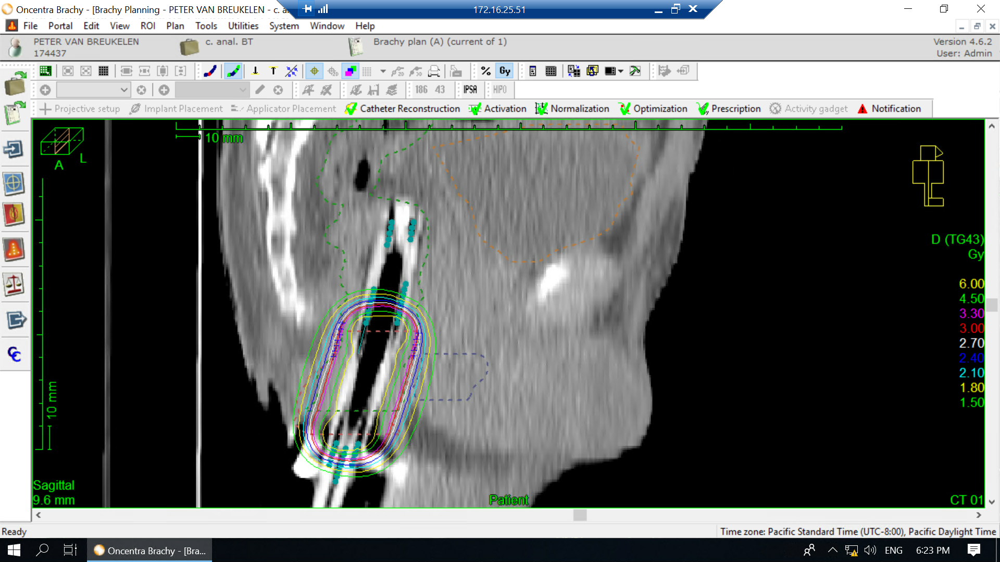 Oncentra Brachy - [Brachy Planning - PETER VAN BREUKELEN - c.
172.16.25.51
File Portal Edit View ROI Plan Tools Utilities System Window Help
PETER VAN BREUKELEN
174437
c. anal. BT
Brachy plan (A) (current of 1)
Version 4.6.2
User: Admin
% Gy
186 43 IPSA HIPO
Projective setup Implant Placement Applicator Placement Catheter Reconstruction Activation Normalization Optimization Prescription Activity gadget Notification
10 mm
A L
D (TG43)
Gy
6.00
4.50
3.30
3.00
2.70
2.40
2.10
1.80
1.50
10 mm
Sagittal
9.6 mm
Patient
CT 01
Ready
Time zone: Pacific Standard Time (UTC-8:00), Pacific Daylight Time
Oncentra Brachy - [Bra...
ENG 6:23 PM